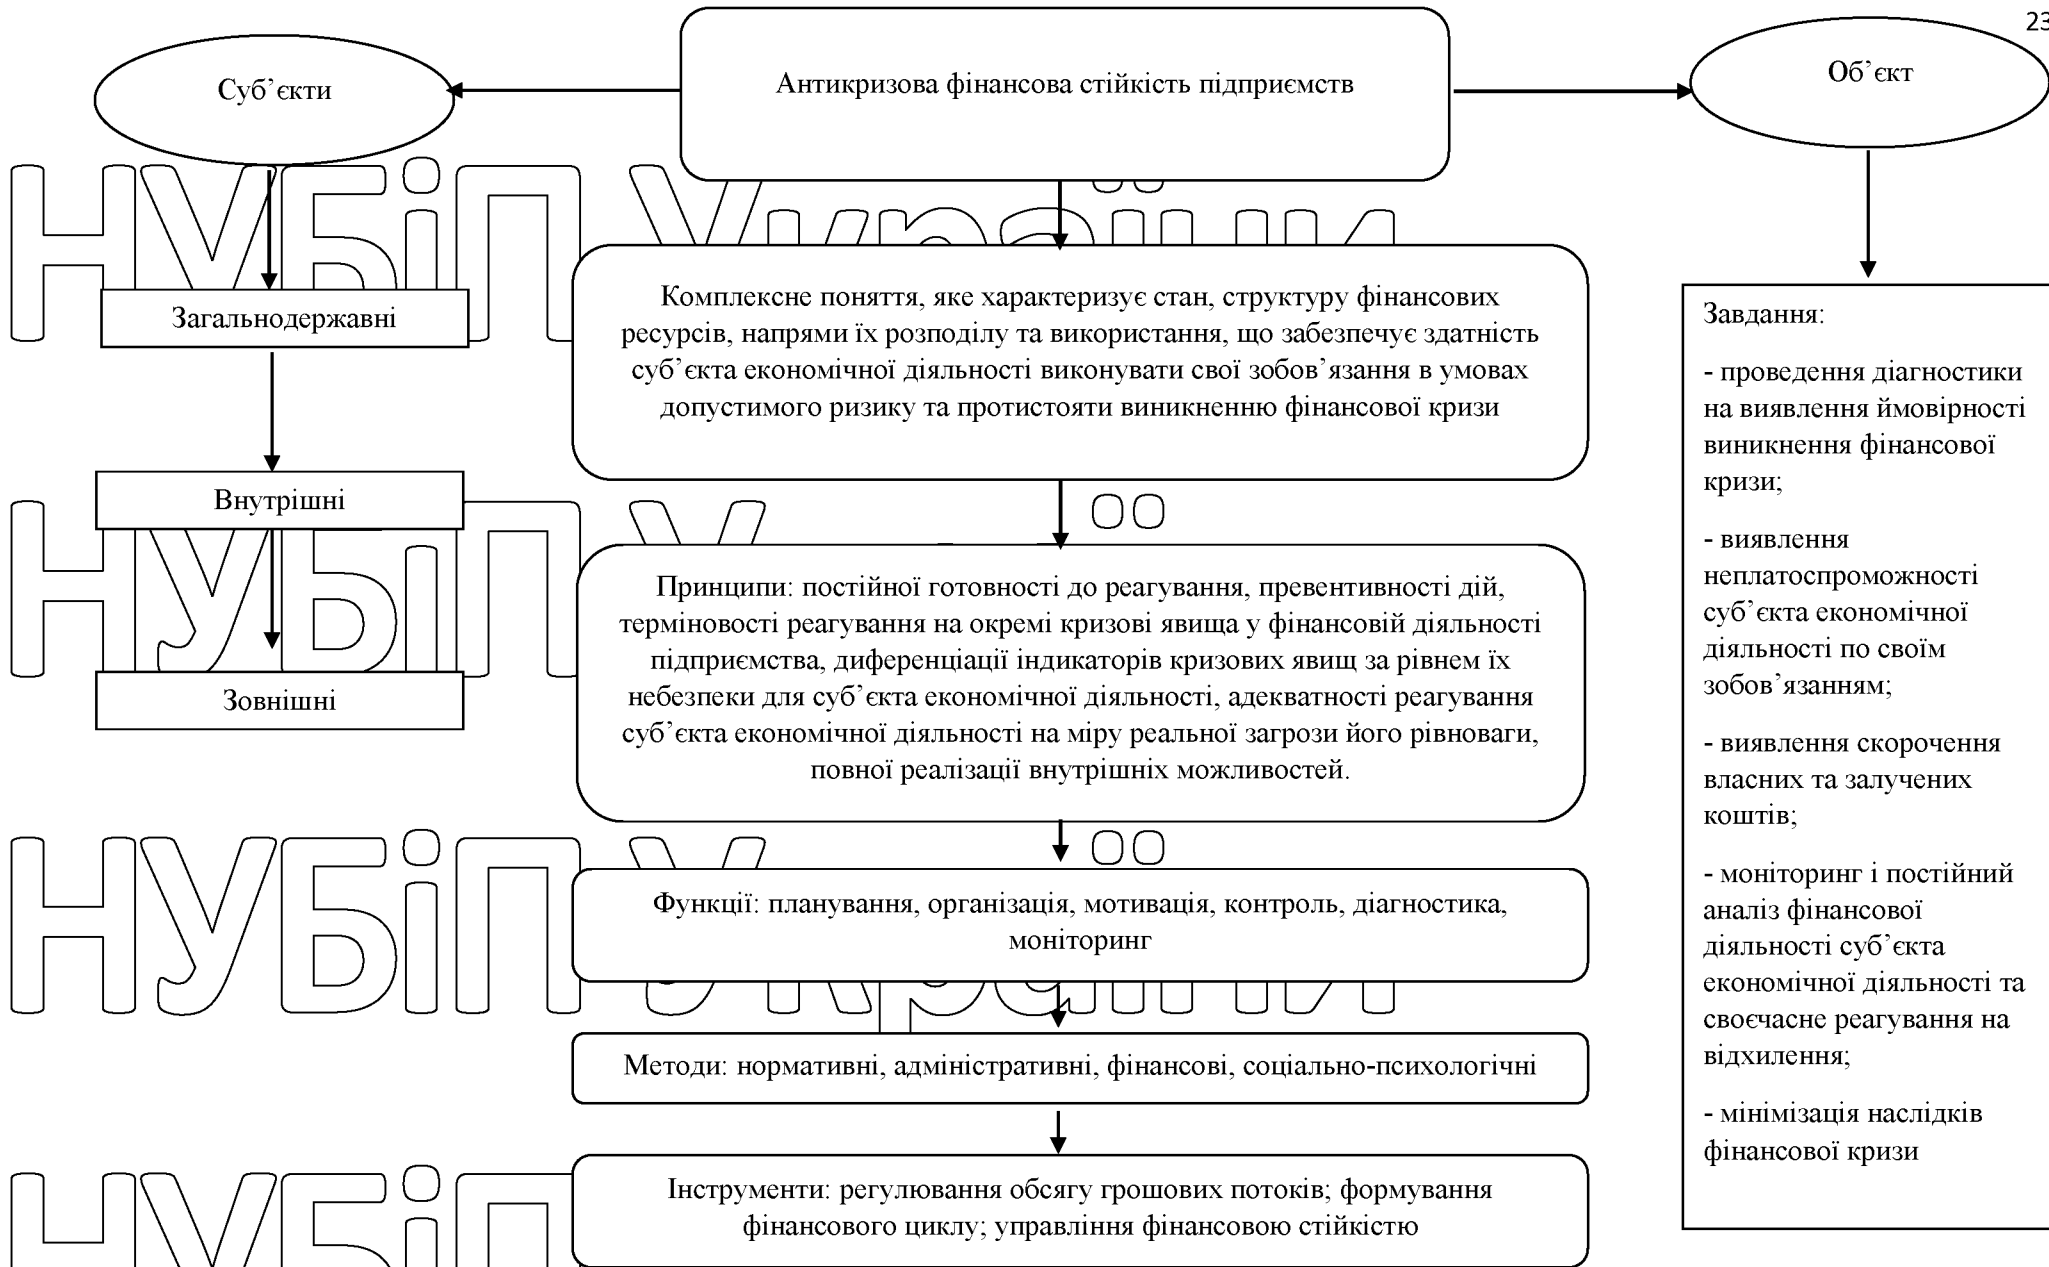 23
Суб’єкти
Антикризова фінансова стійкість підприємств
Об’єкт
НУБіП України
Загальнодержавні
Комплексне поняття, яке характеризує стан, структуру фінансових
ресурсів, напрями їх розподілу та використання, що забезпечує здатність
суб’єкта економічної діяльності виконувати свої зобов’язання в умовах
допустимого ризику та протистояти виникненню фінансової кризи
НУБіП
Внутрішні
Зовнішні
Принципи: постійної готовності до реагування, превентивності дій,
терміновості реагування на окремі кризові явища у фінансовій діяльності
підприємства, диференціації індикаторів кризових явищ за рівнем їх
небезпеки для суб’єкта економічної діяльності, адекватності реагування
суб’єкта економічної діяльності на міру реальної загрози його рівноваги,
повної реалізації внутрішніх можливостей.
НУБіП України
Функції: планування, організація, мотивація, контроль, діагностика,
моніторинг
Методи: нормативні, адміністративні, фінансові, соціально-психологічні
НУБіП
Інструменти: регулювання обсягу грошових потоків; формування
фінансового циклу; управління фінансовою стійкістю
Завдання:
- проведення діагностики
на виявлення ймовірності
виникнення фінансової
кризи;
- виявлення
неплатоспроможності
суб’єкта економічної
діяльності по своїм
зобов’язанням;
- виявлення скорочення
власних та залучених
коштів;
- моніторинг і постійний
аналіз фінансової
діяльності суб’єкта
економічної діяльності та
своєчасне реагування на
відхилення;
- мінімізація наслідків
фінансової кризи